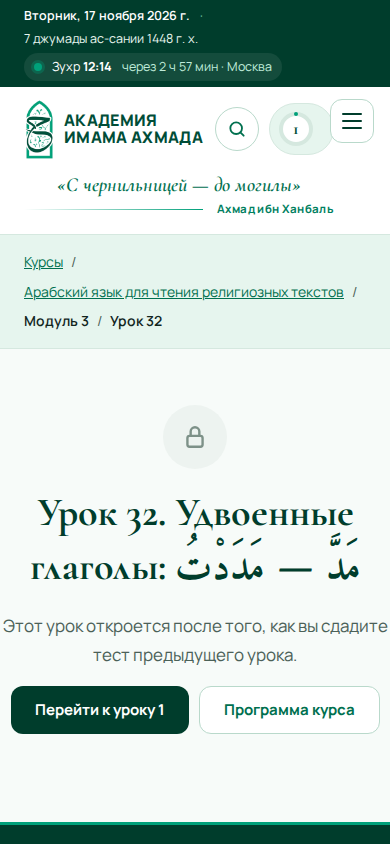 Вторник, 17 ноября 2026 г. ·
7 джумады ас-сании 1448 г. х.
Зухр 12:14 через 2 ч 57 мин · Москва
АКАДЕМИЯ
ИМАМА АХМАДА
1
«С чернильницей — до могилы»
Ахмад ибн Ханбаль
Курсы /
Арабский язык для чтения религиозных текстов /
Модуль 3 / Урок 32
Урок 32. Удвоенные
глаголы: مَدَّ — مَدَدْتُ
Этот урок откроется после того, как вы сдадите
тест предыдущего урока.
Перейти к уроку 1
Программа курса